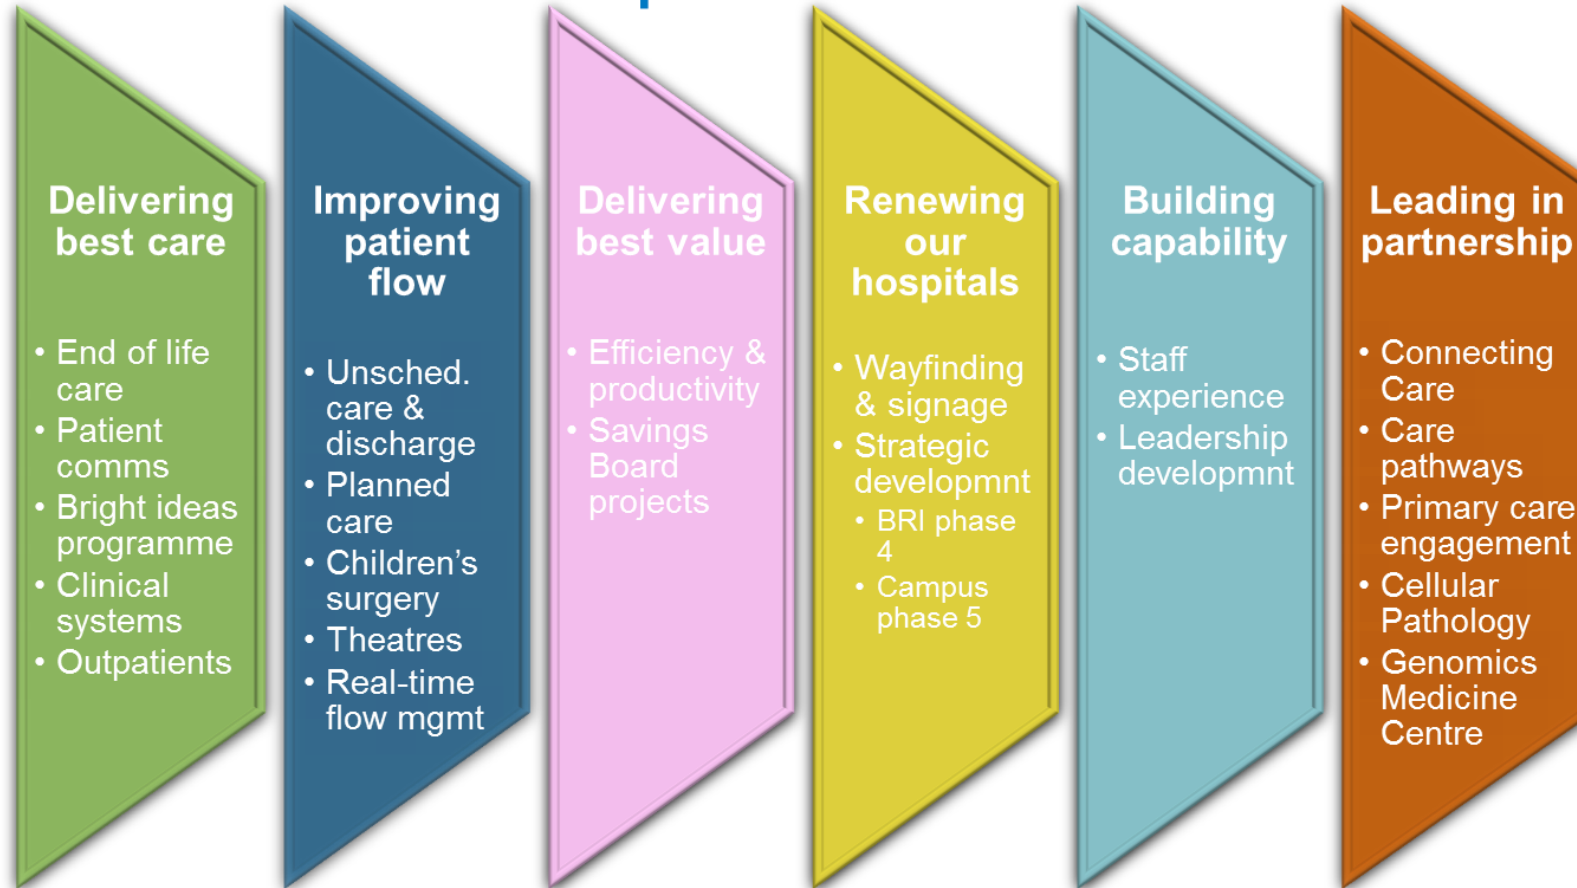 Delivering
best care
• End of life
care
• Patient
comms
• Bright ideas
programme
• Clinical
systems
• Outpatients
Improving
patient
flow
• Unsched.
care &
discharge
• Planned
care
• Children’s
surgery
• Theatres
• Real-time
flow mgmt
Delivering
best value
• Efficiency &
productivity
• Savings
Board
projects
Renewing
our
hospitals
• Wayfinding
& signage
• Strategic
developmnt
• BRI phase
4
• Campus
phase 5
Building
capability
• Staff
experience
• Leadership
developmnt
Leading in
partnership
• Connecting
Care
• Care
pathways
• Primary care
engagement
• Cellular
Pathology
• Genomics
Medicine
Centre